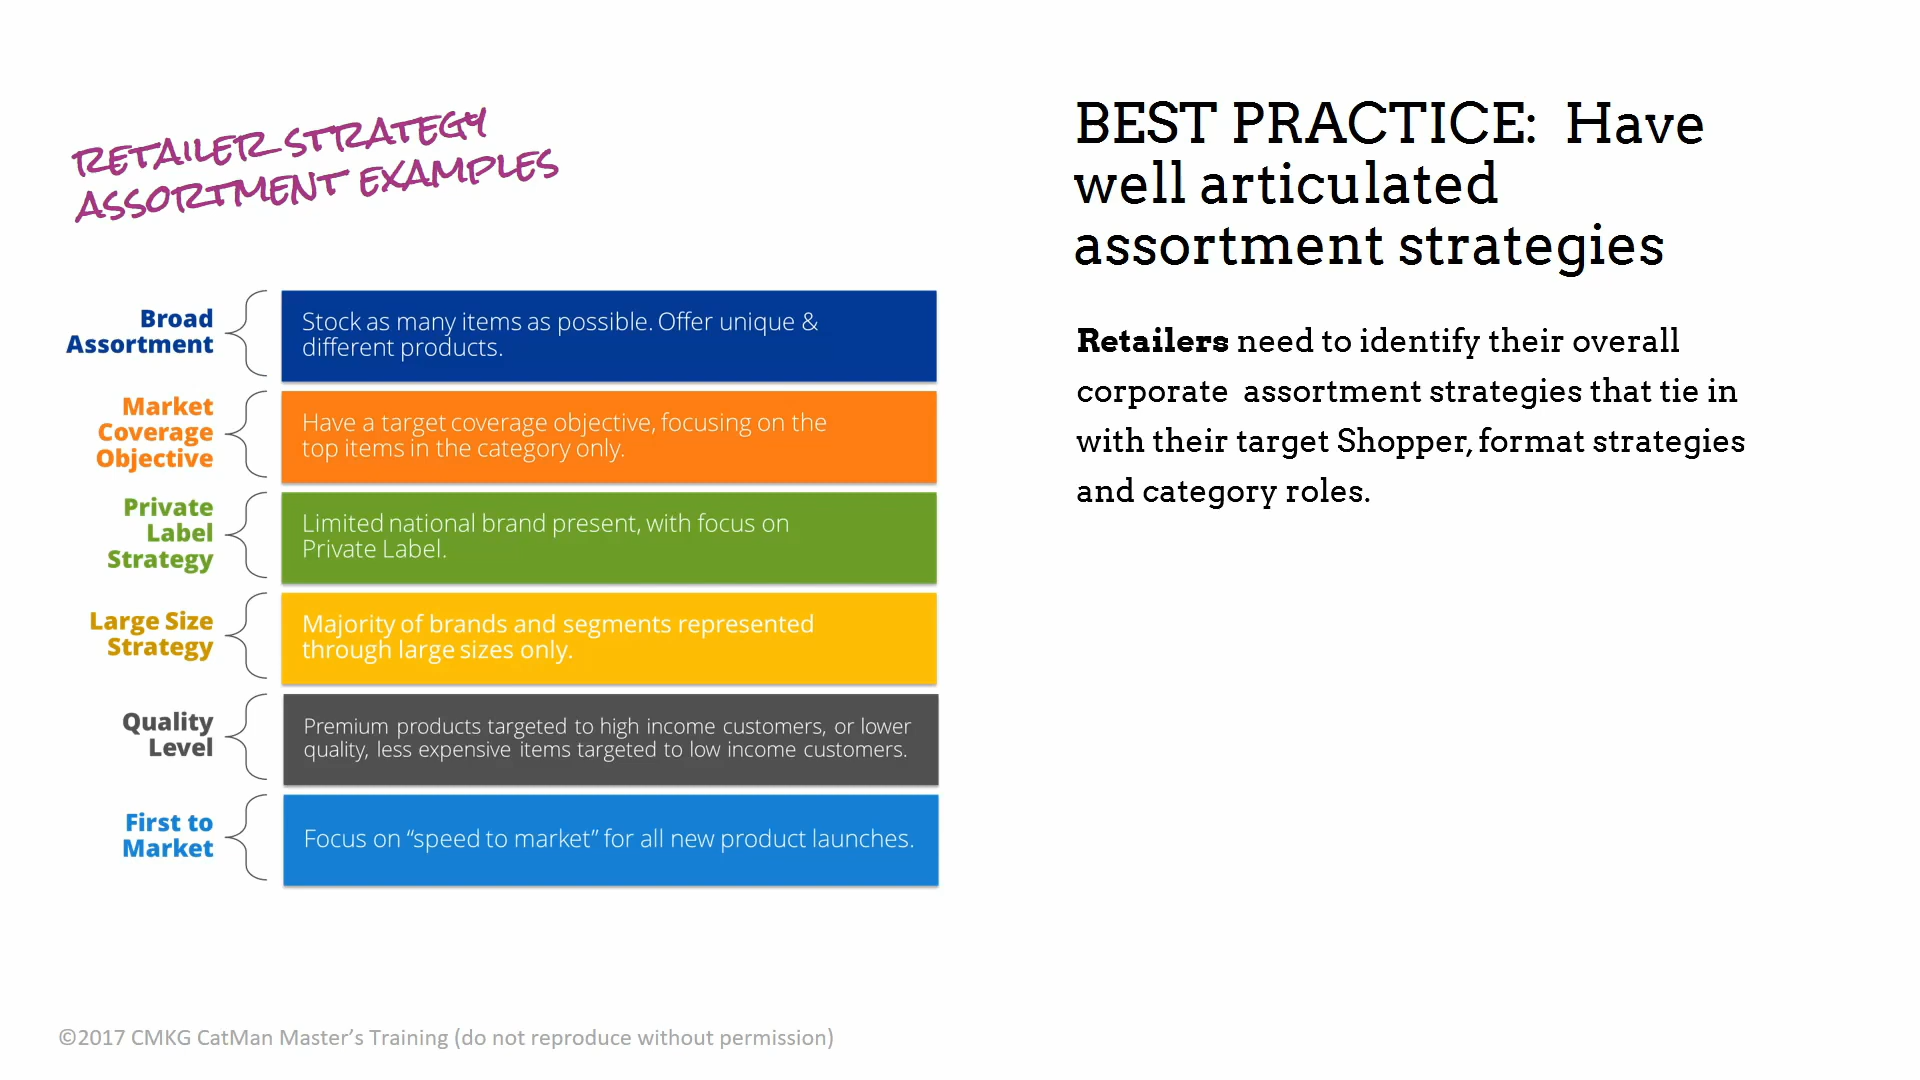 RETAILER STRATEGY
ASSORTMENT EXAMPLES
Broad
Assortment
Stock as many items as possible. Offer unique &
different products.
Market
Coverage
Objective
Have a target coverage objective, focusing on the
top items in the category only.
Private
Label
Strategy
Limited national brand present, with focus on
Private Label.
Large Size
Strategy
Majority of brands and segments represented
through large sizes only.
Quality
Level
Premium products targeted to high income customers, or lower
quality, less expensive items targeted to low income customers.
First to
Market
Focus on “speed to market” for all new product launches.
BEST PRACTICE: Have
well articulated
assortment strategies
Retailers need to identify their overall
corporate assortment strategies that tie in
with their target Shopper, format strategies
and category roles.
©2017 CMKG CatMan Master’s Training (do not reproduce without permission)